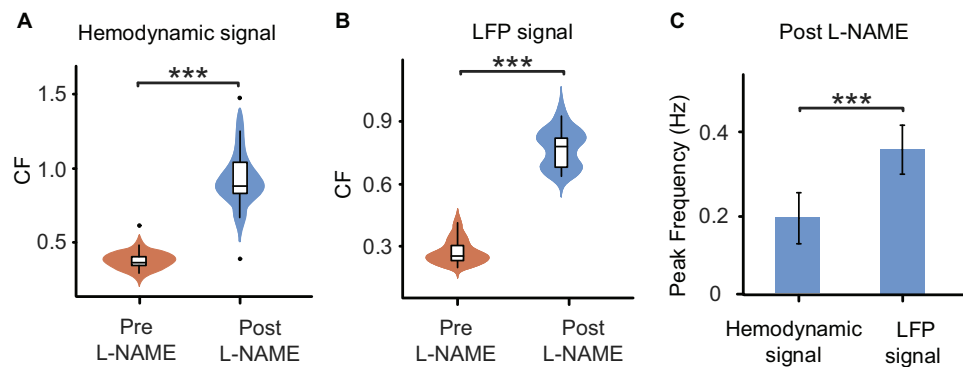 A
Hemodynamic signal
***
1.5
1.0
0.5
CF
Pre
L-NAME
Post
L-NAME
B
LFP signal
***
0.9
0.6
0.3
CF
Pre
L-NAME
Post
L-NAME
C
Post L-NAME
***
0.4
0.2
0
Peak Frequency (Hz)
Hemodynamic
signal
LFP
signal